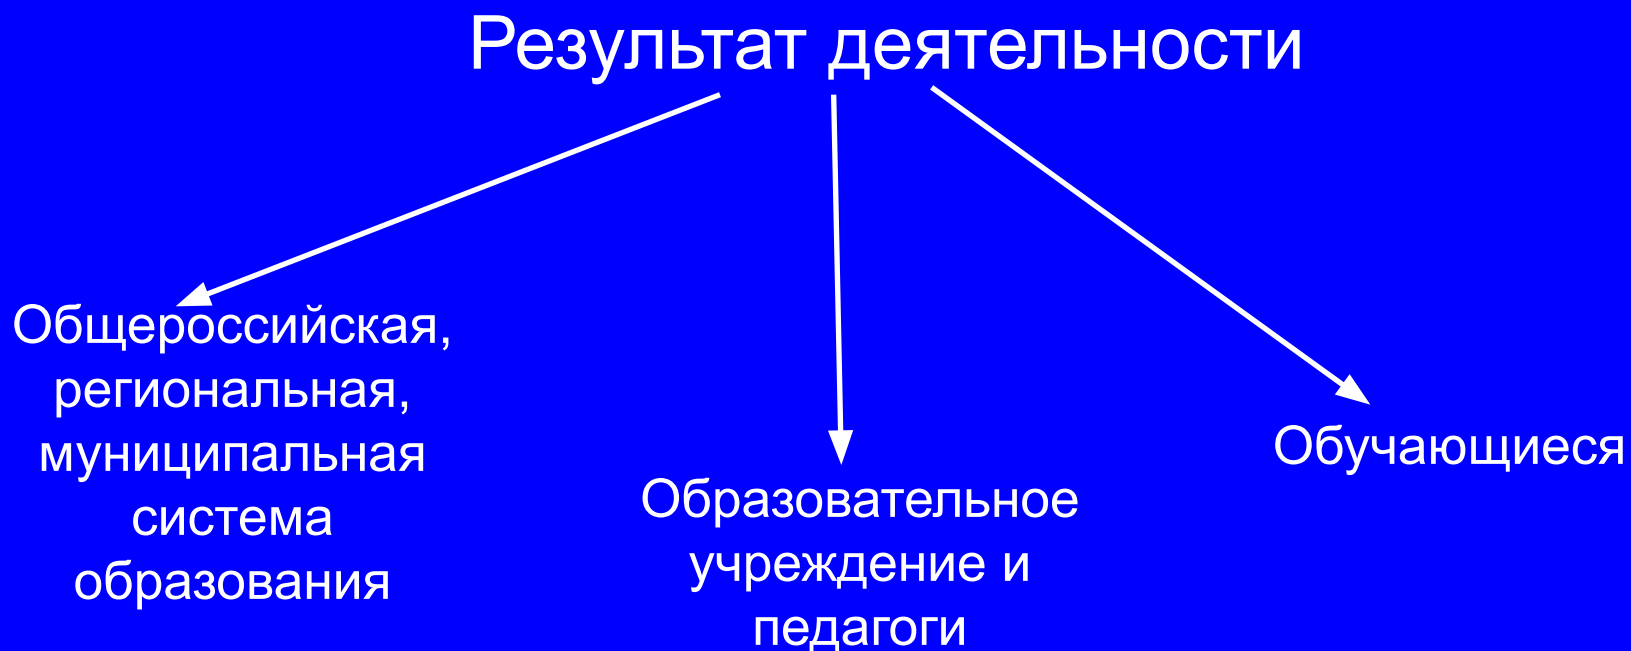 Результат деятельности
Общероссийская,
региональная,
муниципальная
система
образования
Образовательное
учреждение и
педагоги
Обучающиеся